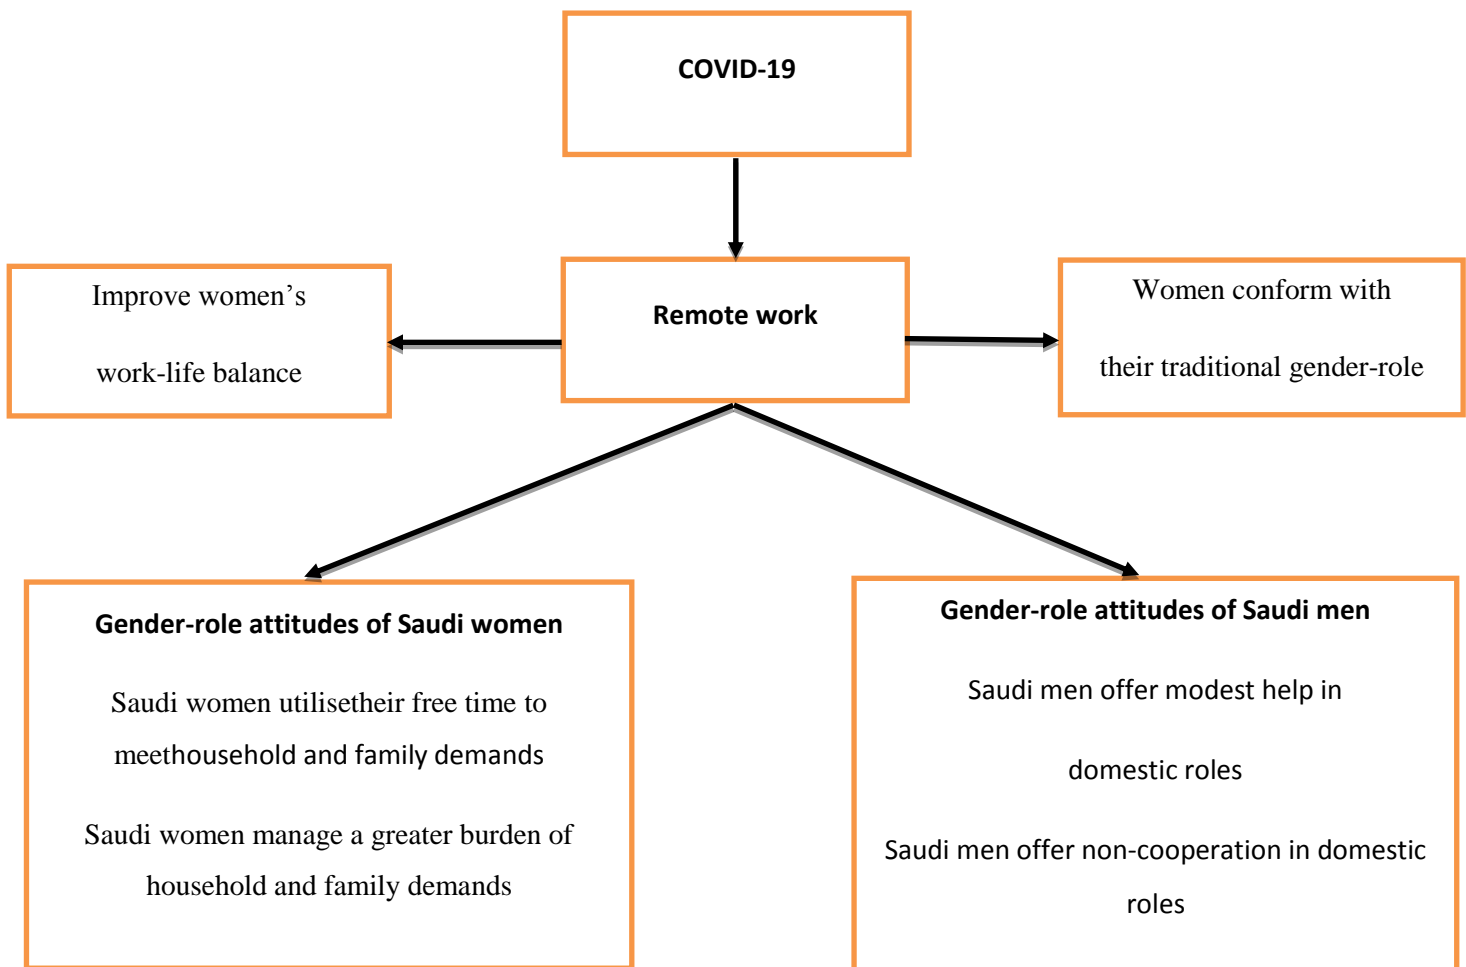 COVID-19
Improve women’s
work-life balance
Remote work
Women conform with
their traditional gender-role
Gender-role attitudes of Saudi women
Saudi women utilisetheir free time to
meethousehold and family demands
Saudi women manage a greater burden of
household and family demands
Gender-role attitudes of Saudi men
Saudi men offer modest help in
domestic roles
Saudi men offer non-cooperation in domestic
roles